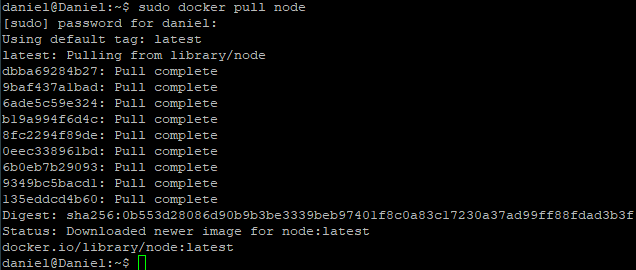 daniel@Daniel:~$ sudo docker pull node
[sudo] password for daniel:
Using default tag: latest
latest: Pulling from library/node
dbba69284b27: Pull complete
9baf437a1bad: Pull complete
6ade5c59e324: Pull complete
b19a994f6d4c: Pull complete
8fc2294f89de: Pull complete
0eec338961bd: Pull complete
6b0eb7b29093: Pull complete
9349bc5bacd1: Pull complete
135eddcd4b60: Pull complete
Digest: sha256:0b553d28086d90b9b3be3339beb97401f8c0a83c17230a37ad99ff88fdad3b3f
Status: Downloaded newer image for node:latest
docker.io/library/node:latest
daniel@Daniel:~$